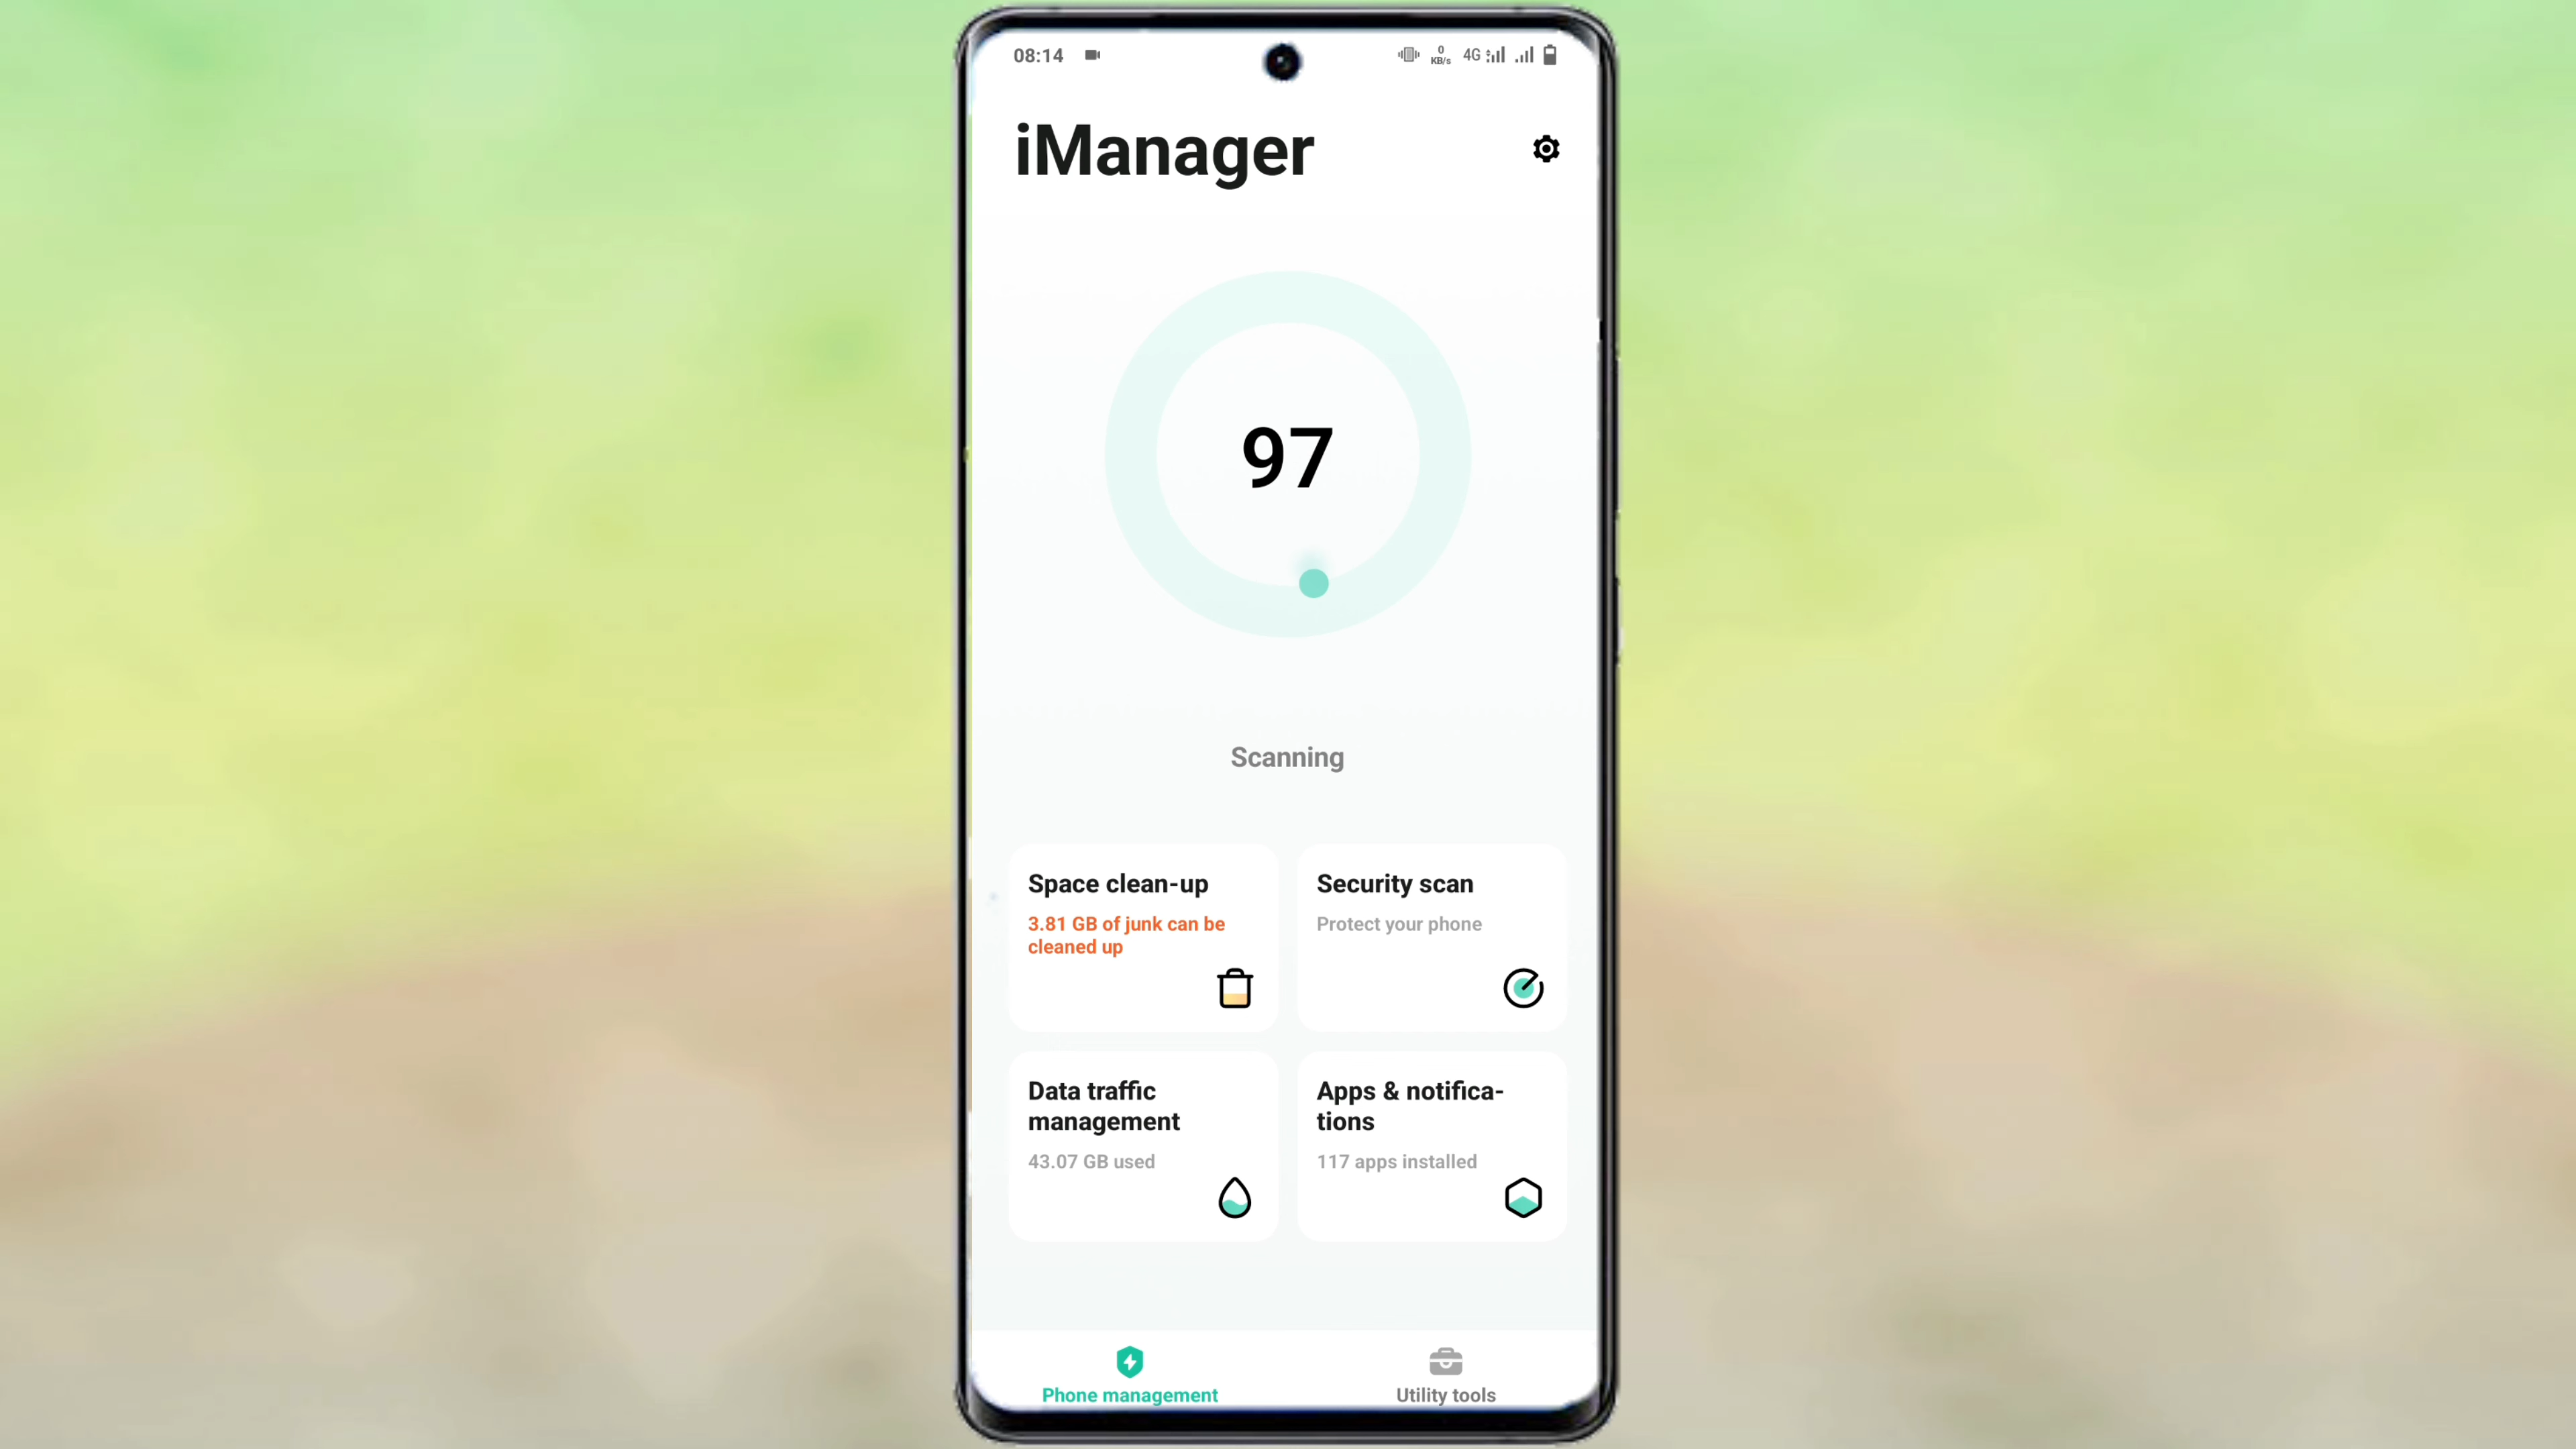 08:14
0
KB/s
4G
iManager
97
Scanning
Space clean-up
3.81 GB of junk can be
cleaned up
Security scan
Protect your phone
Data traffic
management
43.07 GB used
Apps & notifica-
tions
117 apps installed
Phone management
Utility tools